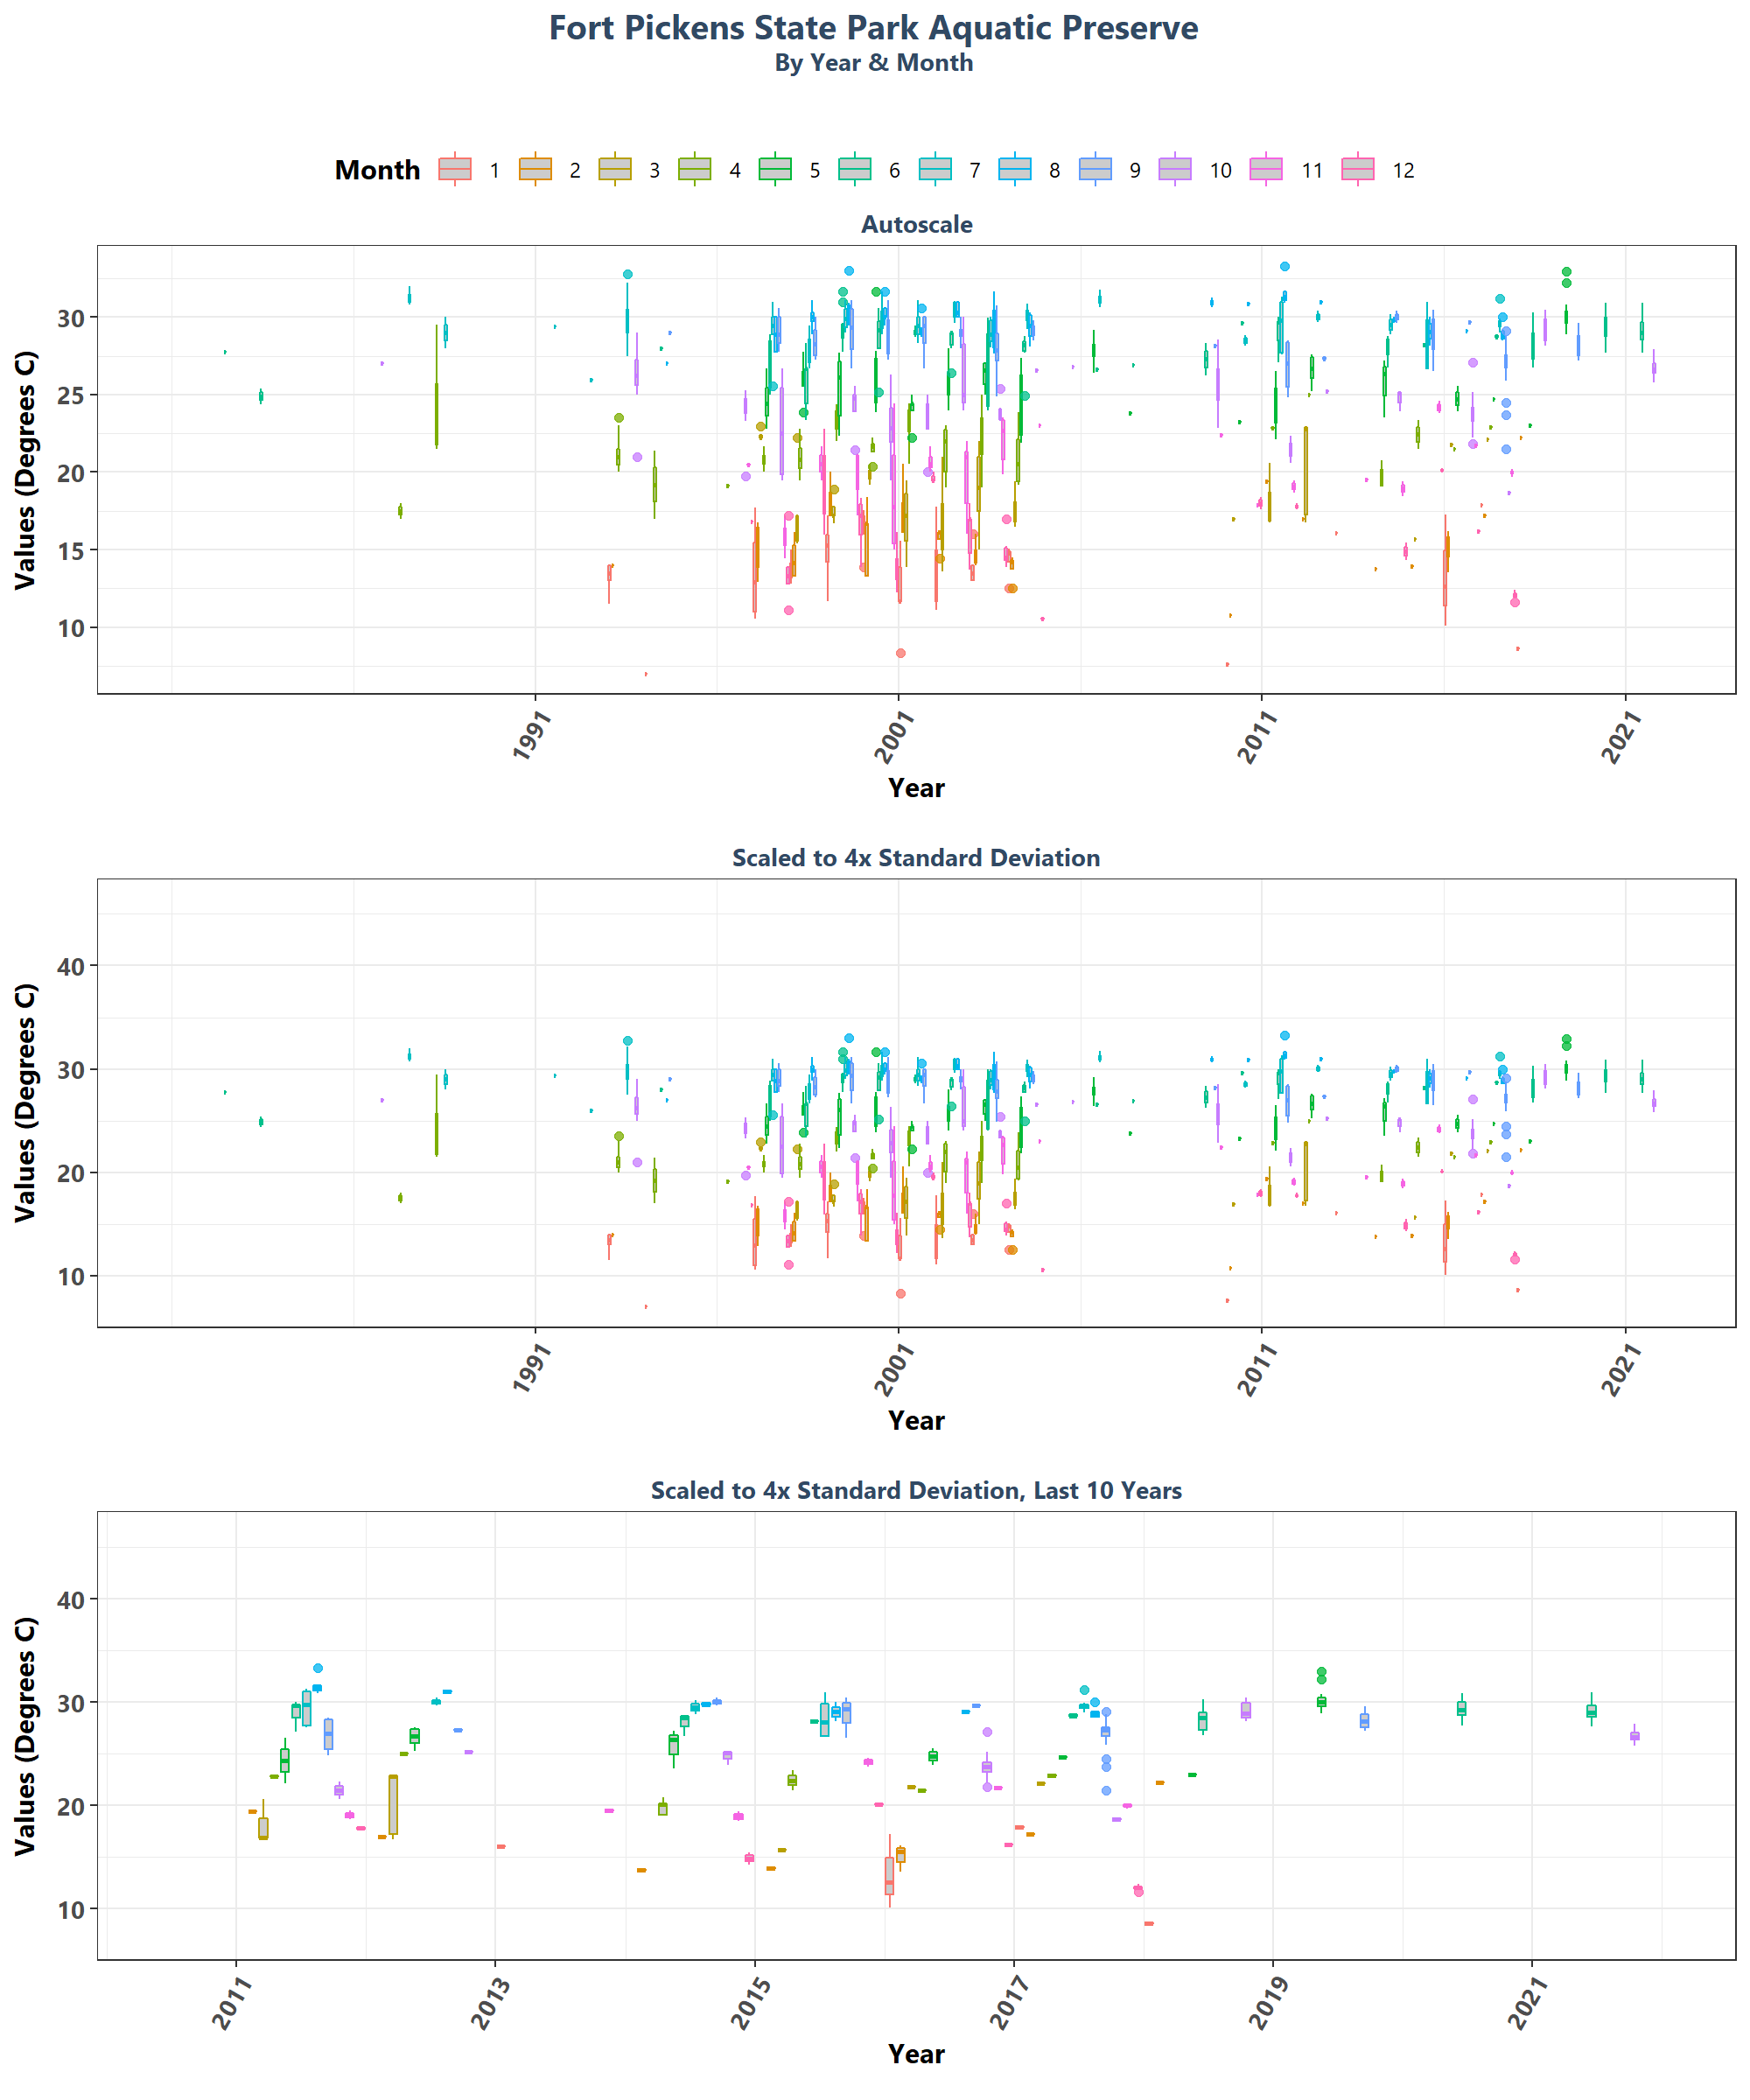 Fort Pickens State Park Aquatic Preserve
By Year & Month
Month 1 2 3 4 5 6 7 8 9 10 11 12
Autoscale
Values (Degrees C)
30
25
20
15
10
1991 2001 2011 2021
Year
Scaled to 4x Standard Deviation
Values (Degrees C)
40
30
20
10
1991 2001 2011 2021
Year
Scaled to 4x Standard Deviation, Last 10 Years
Values (Degrees C)
40
30
20
10
2011 2013 2015 2017 2019 2021
Year